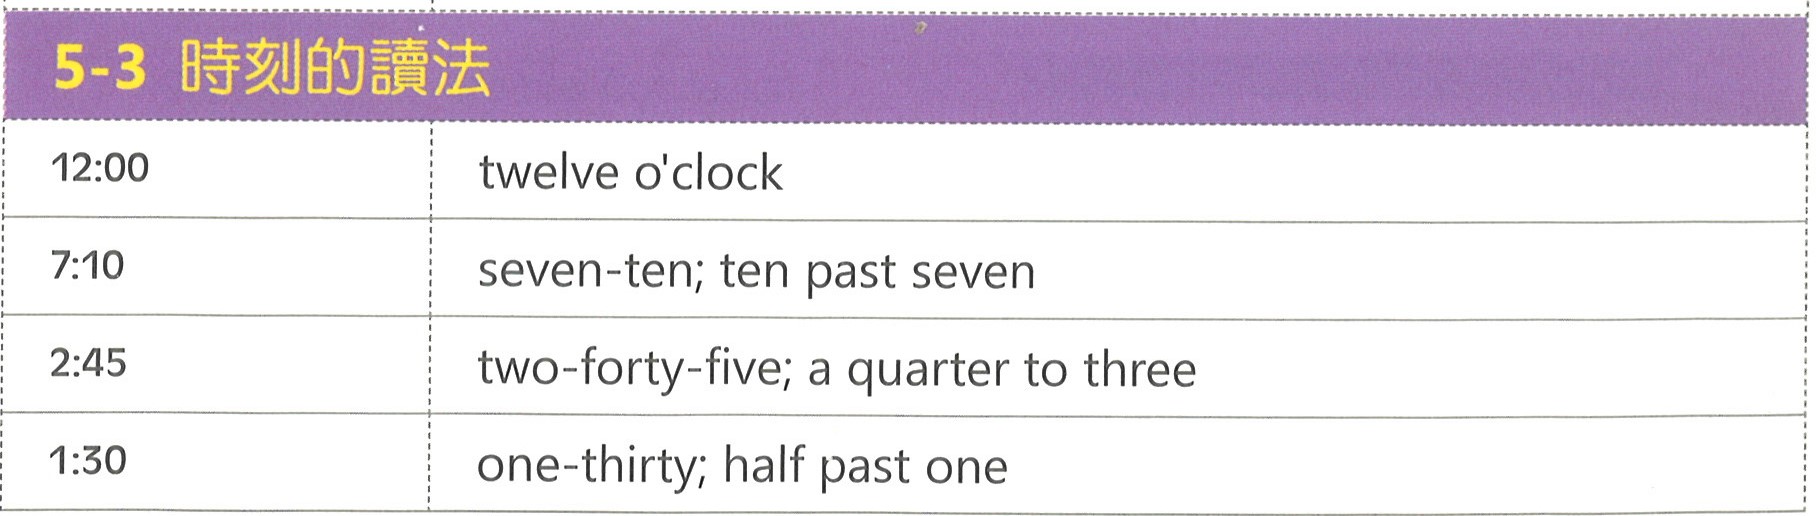 5-3 時刻的讀法
12:00 twelve o'clock
7:10 seven-ten; ten past seven
2:45 two-forty-five; a quarter to three
1:30 one-thirty; half past one